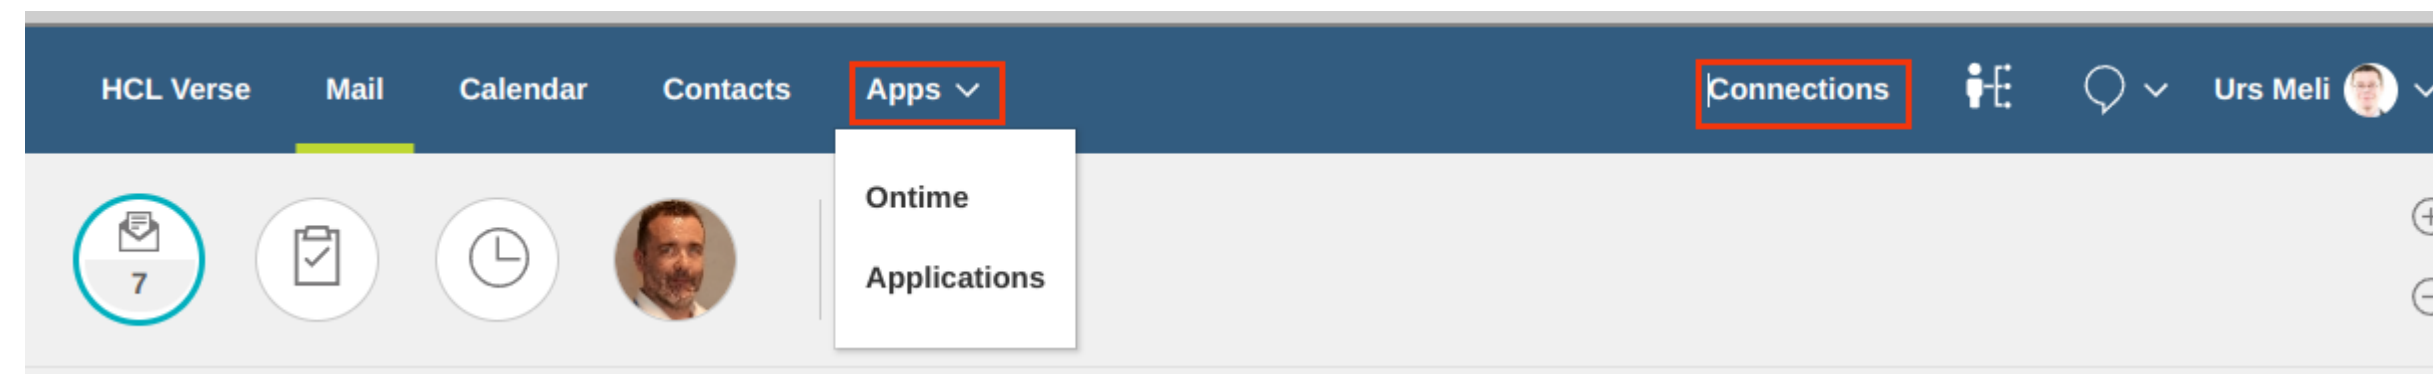 HCL Verse Mail Calendar Contacts Apps Connections Urs Meli
Ontime
Applications
7